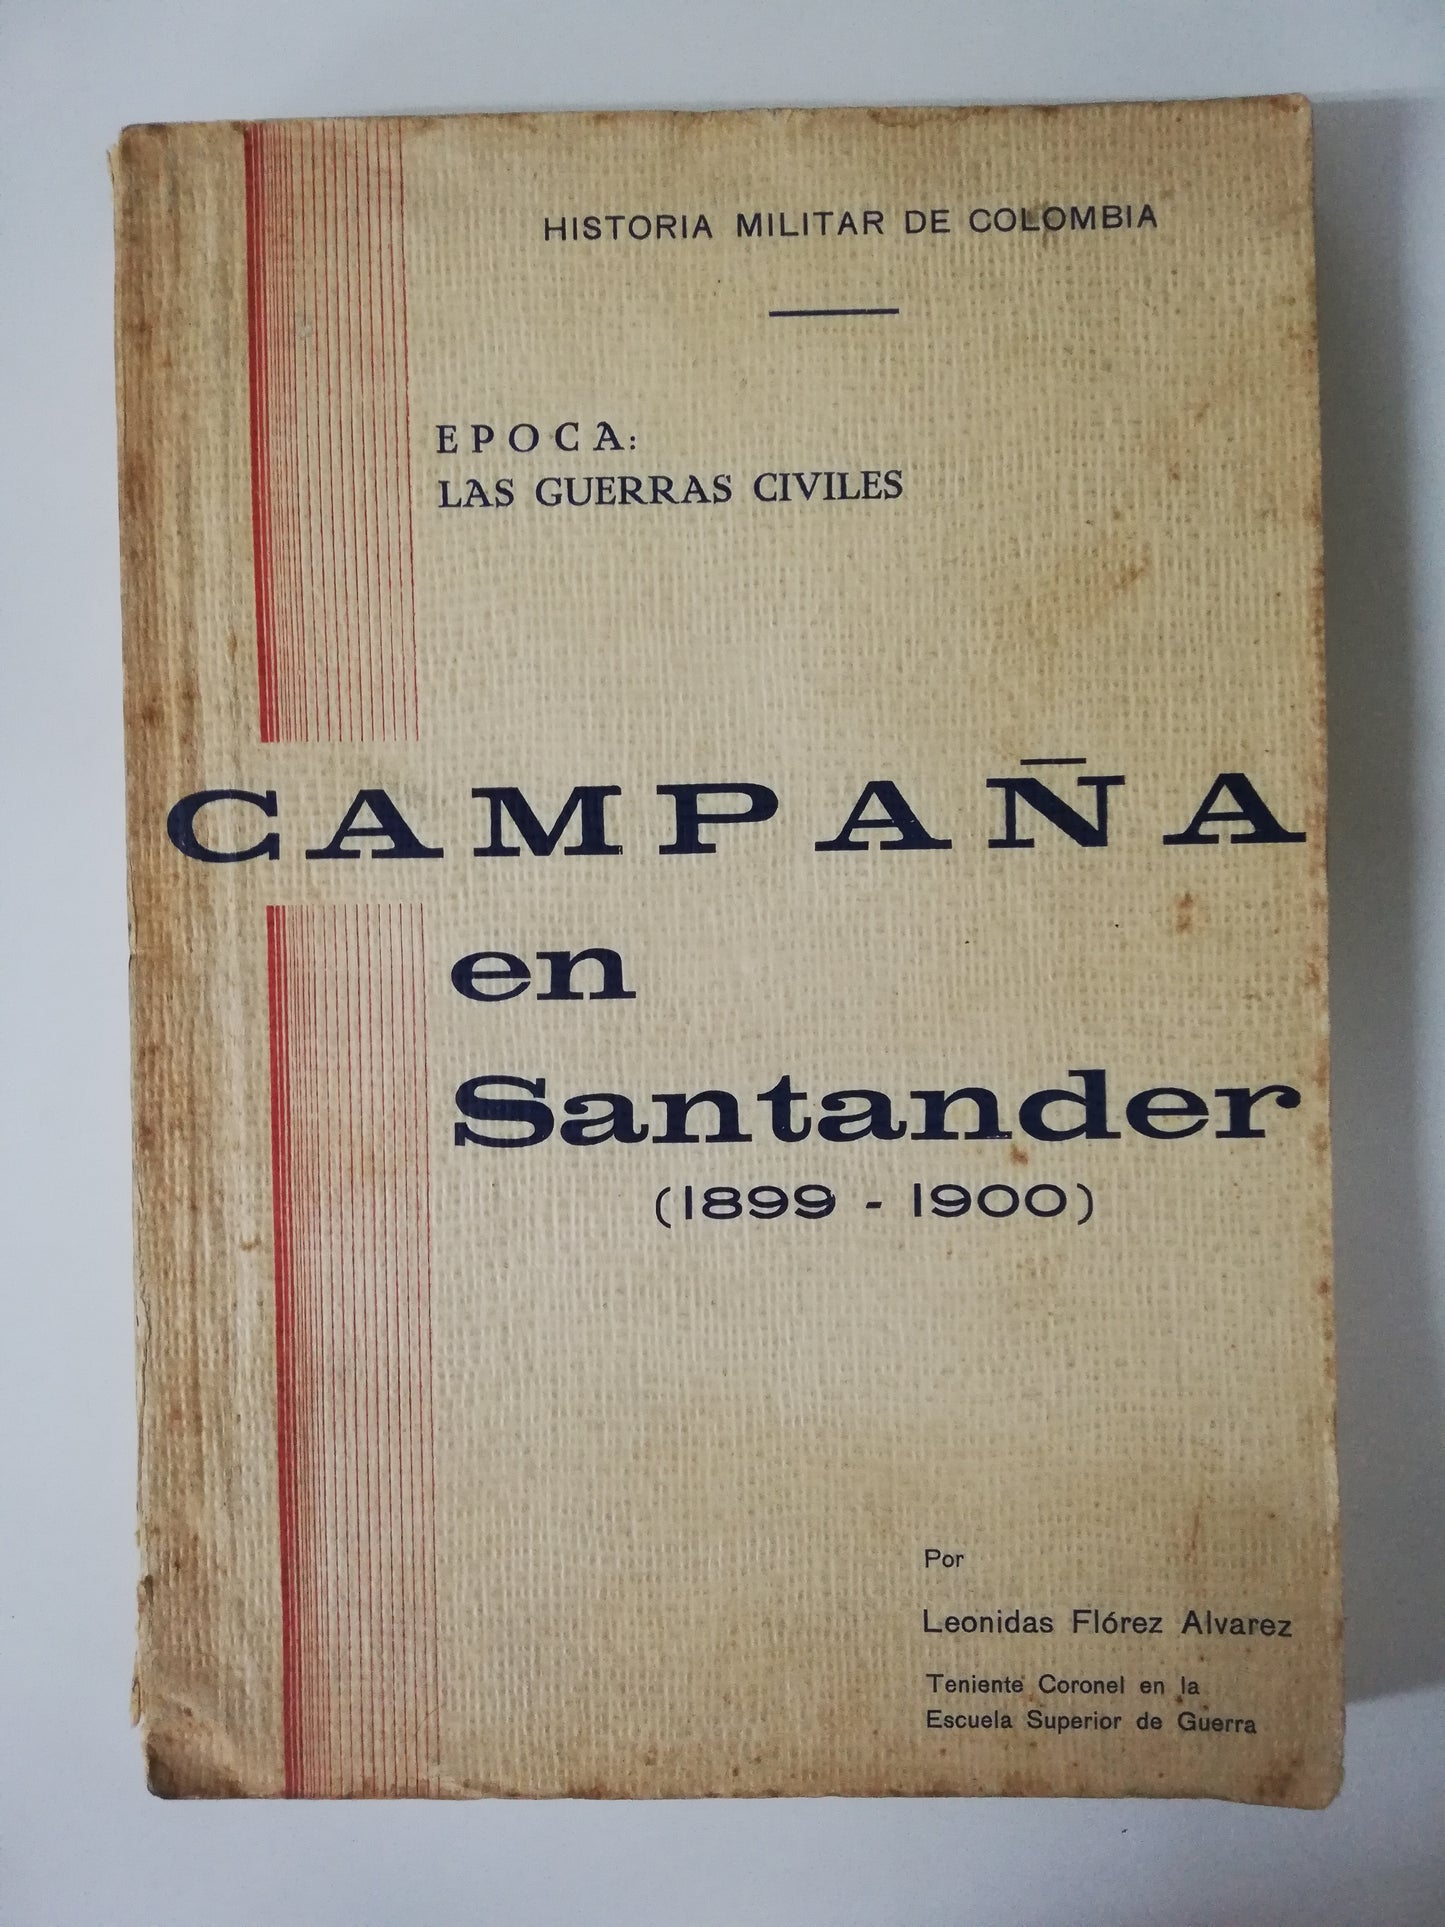 HISTORIA MILITAR DE COLOMBIA
EPOCA:
LAS GUERRAS CIVILES
CAMPAÑA
en
Santander
(1899 - 1900)
Por
Leonidas Flórez Alvarez
Teniente Coronel en la
Escuela Superior de Guerra